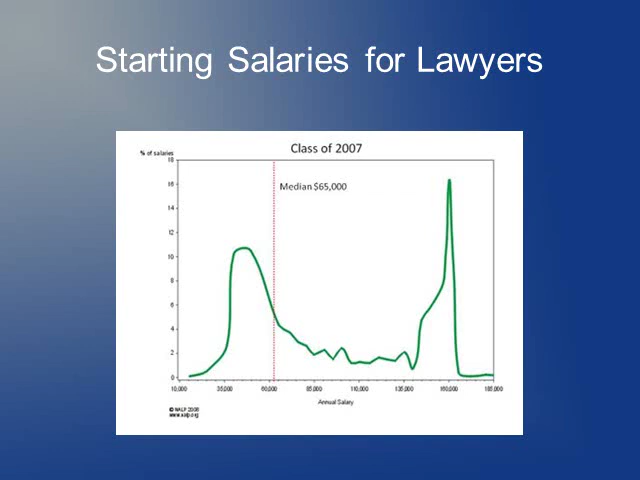 Starting Salaries for Lawyers
Class of 2007
% of salaries
18
16
Median $65,000
14
12
10
8
6
4
2
0
10,000 35,000 60,000 85,000 110,000 135,000 160,000 185,000
Annual Salary
© NALP 2008
www.nalp.org